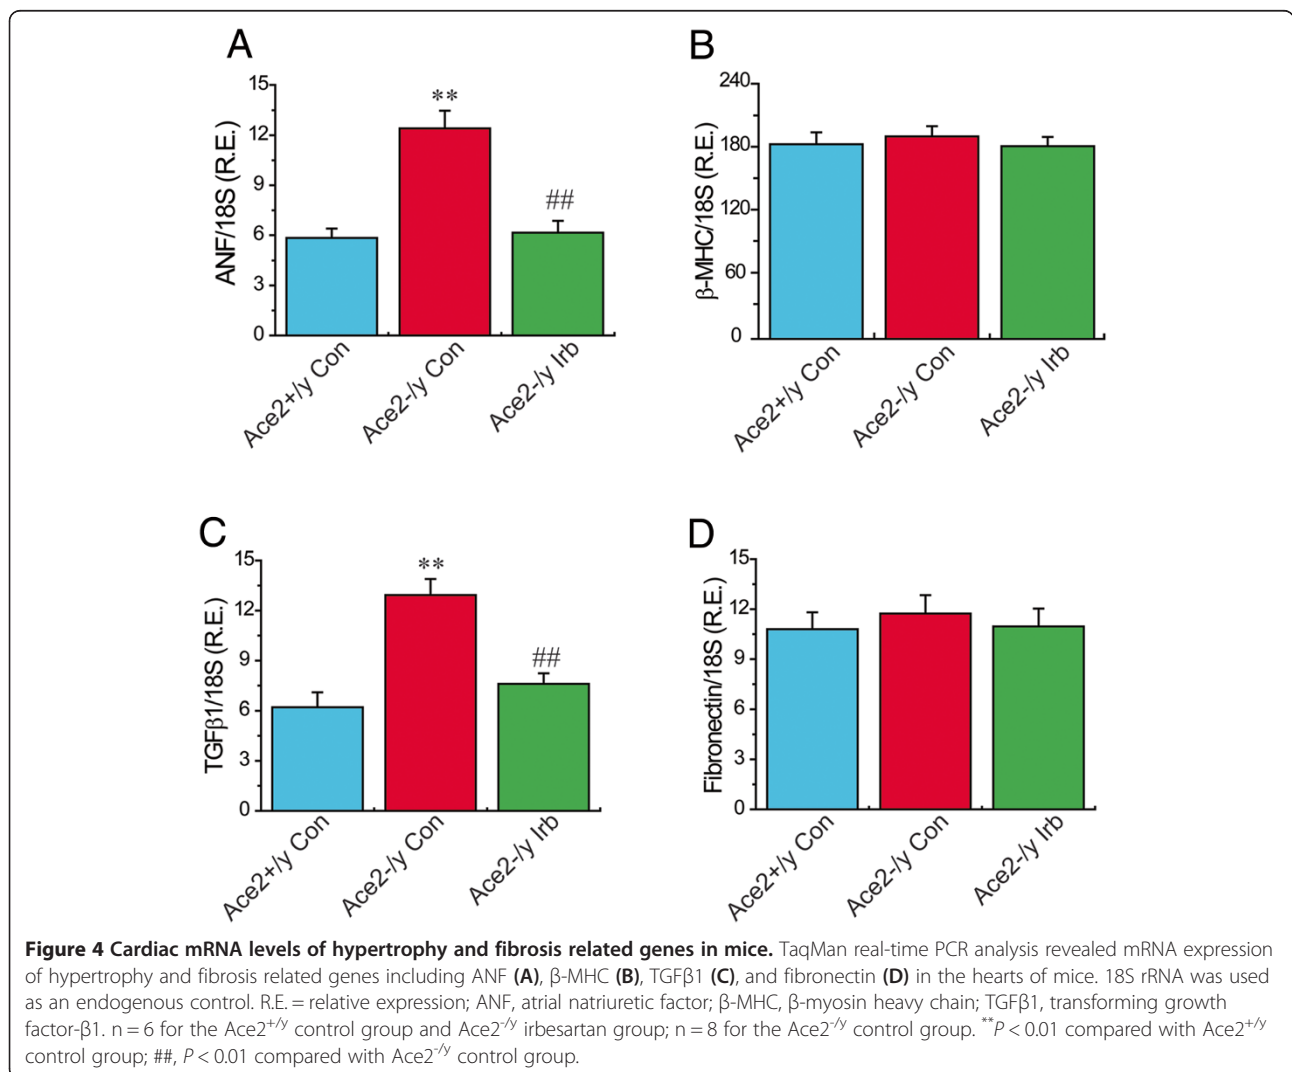 A
15
12
9
6
3
0
ANF/18S (R.E.)
**
##
Ace2+/y Con
Ace2-/y Con
Ace2-/y Irb
B
240
180
120
60
0
β-MHC/18S (R.E.)
Ace2+/y Con
Ace2-/y Con
Ace2-/y Irb
C
15
12
9
6
3
0
TGFβ1/18S (R.E.)
**
##
Ace2+/y Con
Ace2-/y Con
Ace2-/y Irb
D
15
12
9
6
3
0
Fibronectin/18S (R.E.)
Ace2+/y Con
Ace2-/y Con
Ace2-/y Irb
Figure 4 Cardiac mRNA levels of hypertrophy and fibrosis related genes in mice. TaqMan real-time PCR analysis revealed mRNA expression
of hypertrophy and fibrosis related genes including ANF (A), β-MHC (B), TGFβ1 (C), and fibronectin (D) in the hearts of mice. 18S rRNA was used
as an endogenous control. R.E. = relative expression; ANF, atrial natriuretic factor; β-MHC, β-myosin heavy chain; TGFβ1, transforming growth
factor-β1. n = 6 for the Ace2+/y control group and Ace2-/y irbesartan group; n = 8 for the Ace2-/y control group. **P < 0.01 compared with Ace2+/y
control group; ##, P < 0.01 compared with Ace2-/y control group.